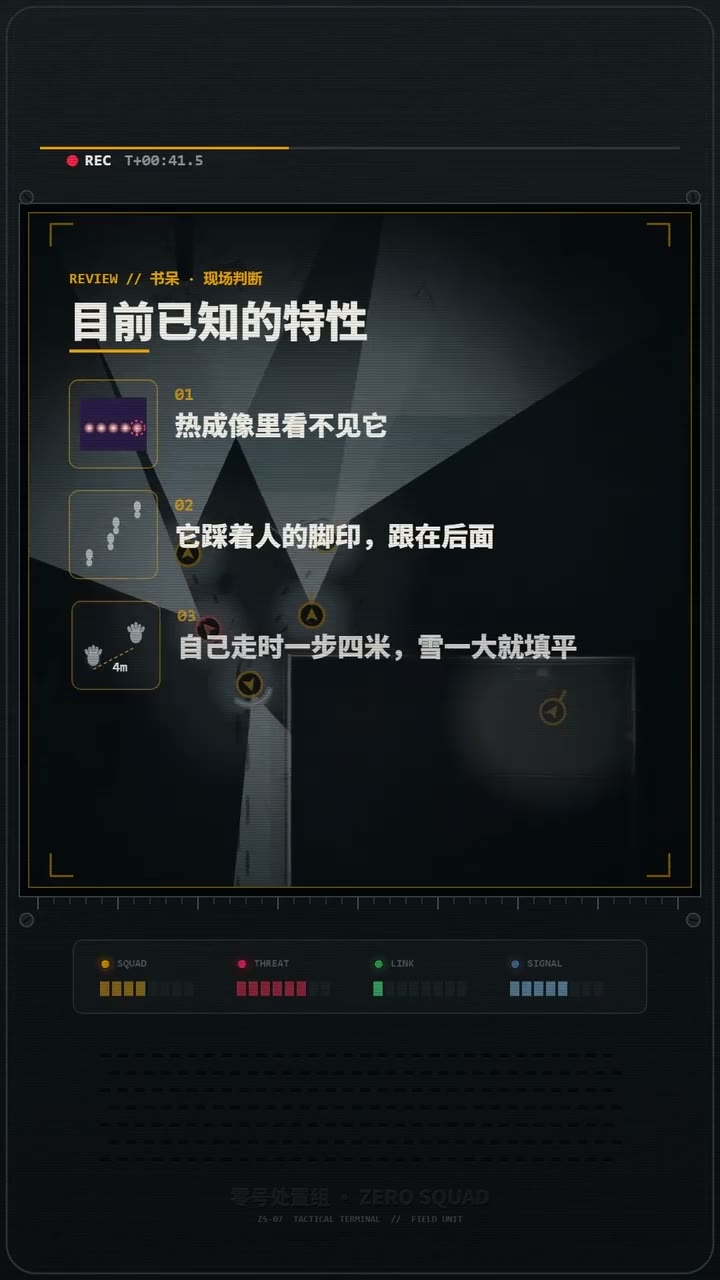 REC T+00:41.5
REVIEW // 书呆 · 现场判断
目前已知的特性
01
热成像里看不见它
02
它踩着人的脚印，跟在后面
03
自己走时一步四米，雪一大就填平
4m
SQUAD THREAT LINK SIGNAL
零号处置组 · ZERO SQUAD
ZS-07 TACTICAL TERMINAL // FIELD UNIT